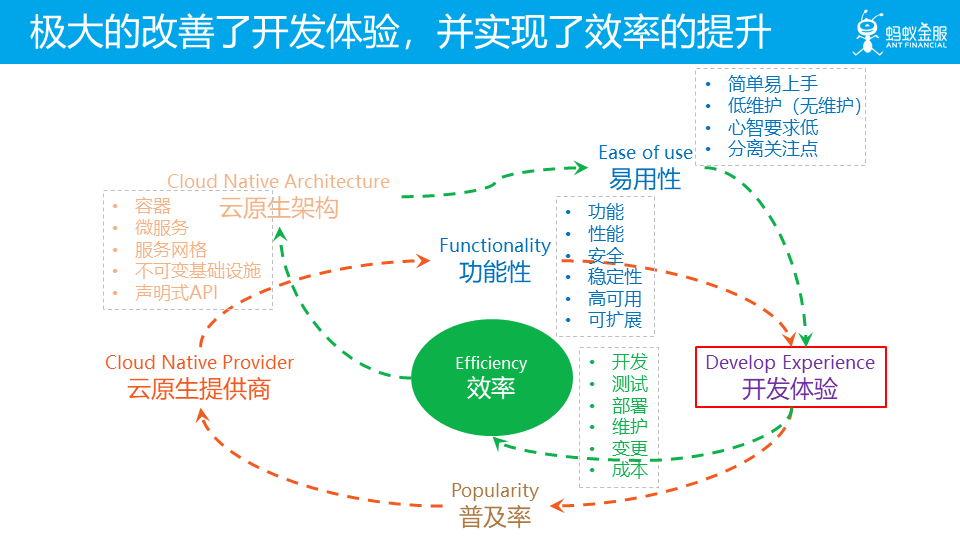 极大的改善了开发体验，并实现了效率的提升
蚂蚁金服
ANT FINANCIAL
• 简单易上手
• 低维护（无维护）
• 心智要求低
• 分离关注点
Ease of use
易用性
Cloud Native Architecture
云原生架构
• 容器
• 微服务
• 服务网格
• 不可变基础设施
• 声明式API
Functionality
功能性
• 功能
• 性能
• 安全
• 稳定性
• 高可用
• 可扩展
Cloud Native Provider
云原生提供商
Efficiency
效率
• 开发
• 测试
• 部署
• 维护
• 变更
• 成本
Develop Experience
开发体验
Popularity
普及率